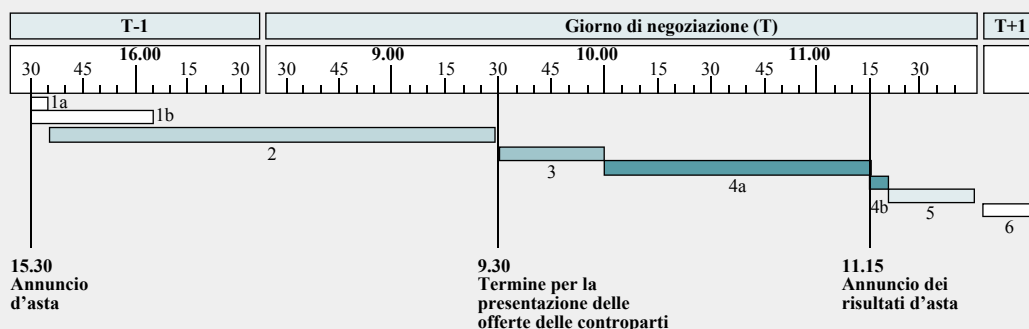 T-1 Giorno di negoziazione (T) T+1
16.00 9.00 10.00 11.00
30 45 15 30 30 45 15 30 45 15 30 45 15 30
1a
1b
2
3
4a
4b
5
6
15.30
Annuncio
d’asta
9.30
Termine per la
presentazione delle
offerte delle controparti
11.15
Annuncio dei
risultati d’asta